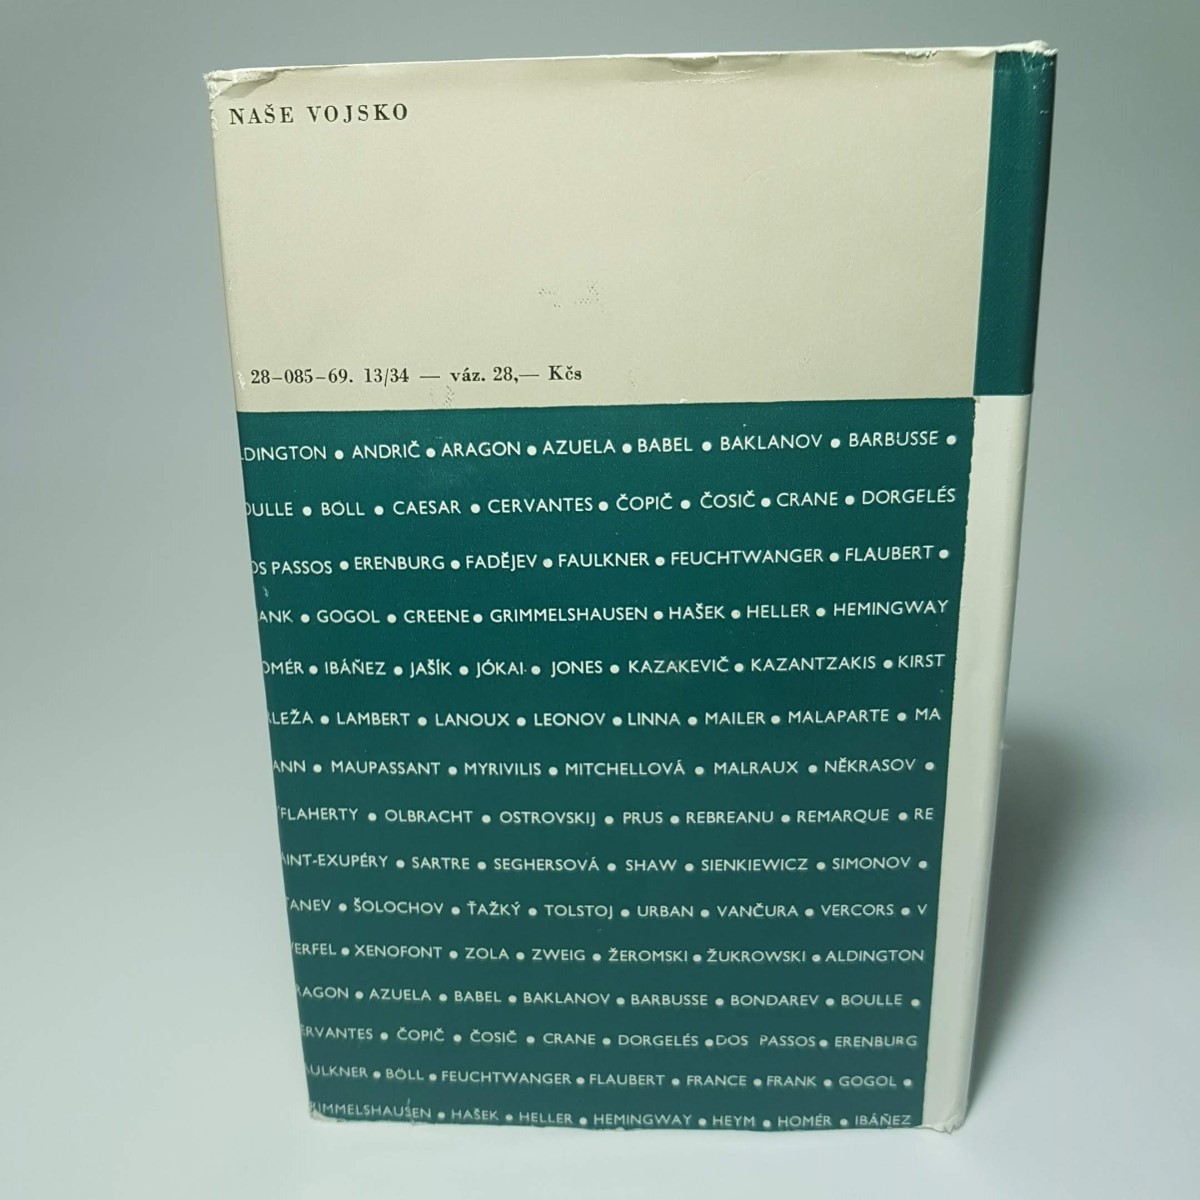 NAŠE VOJSKO
28–085–69. 13/34 — váz. 28,— Kčs
LDINGTON • ANDRIČ • ARAGON • AZUELA • BABEL • BAKLANOV • BARBUSSE •
OULLE • BÖLL • CAESAR • CERVANTES • ČOPIČ • ČOSIČ • CRANE • DORGELÉS
OS PASSOS • ERENBURG • FADĚJEV • FAULKNER • FEUCHTWANGER • FLAUBERT •
ANK • GOGOL • GREENE • GRIMMELSHAUSEN • HAŠEK • HELLER • HEMINGWAY
OMÉR • IBÁÑEZ • JAŠÍK • JÓKAI • JONES • KAZAKEVIČ • KAZANTZAKIS • KIRST
RLEŽA • LAMBERT • LANOUX • LEONOV • LINNA • MAILER • MALAPARTE • MA
ANN • MAUPASSANT • MYRIVILIS • MITCHELLOVÁ • MALRAUX • NĚKRASOV •
'FLAHERTY • OLBRACHT • OSTROVSKIJ • PRUS • REBREANU • REMARQUE • RE
AINT-EXUPÉRY • SARTRE • SEGHERSOVÁ • SHAW • SIENKIEWICZ • SIMONOV •
TANEV • ŠOLOCHOV • ŤAŽKÝ • TOLSTOJ • URBAN • VANČURA • VERCORS • V
ERFEL • XENOFONT • ZOLA • ZWEIG • ŽEROMSKI • ŽUKROWSKI • ALDINGTON
RAGON • AZUELA • BABEL • BAKLANOV • BARBUSSE • BONDAREV • BOULLE •
ERVANTES • ČOPIČ • ČOSIČ • CRANE • DORGELÉS • DOS PASSOS • ERENBURG
AULKNER • BÖLL • FEUCHTWANGER • FLAUBERT • FRANCE • FRANK • GOGOL •
RIMMELSHAUSEN • HAŠEK • HELLER • HEMINGWAY • HEYM • HOMÉR • IBÁÑEZ